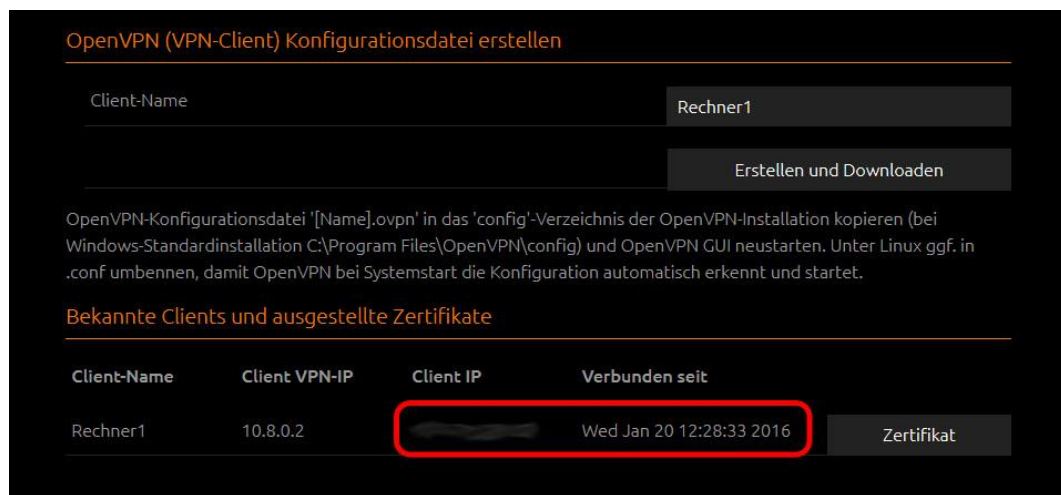 OpenVPN (VPN-Client) Konfigurationsdatei erstellen
Client-Name Rechner1
Erstellen und Downloaden
OpenVPN-Konfigurationsdatei '[Name].ovpn' in das 'config'-Verzeichnis der OpenVPN-Installation kopieren (bei
Windows-Standardinstallation C:\Program Files\OpenVPN\config) und OpenVPN GUI neustarten. Unter Linux ggf. in
.conf umbennen, damit OpenVPN bei Systemstart die Konfiguration automatisch erkennt und startet.
Bekannte Clients und ausgestellte Zertifikate
Client-Name Client VPN-IP Client IP Verbunden seit
Rechner1 10.8.0.2 Wed Jan 20 12:28:33 2016 Zertifikat